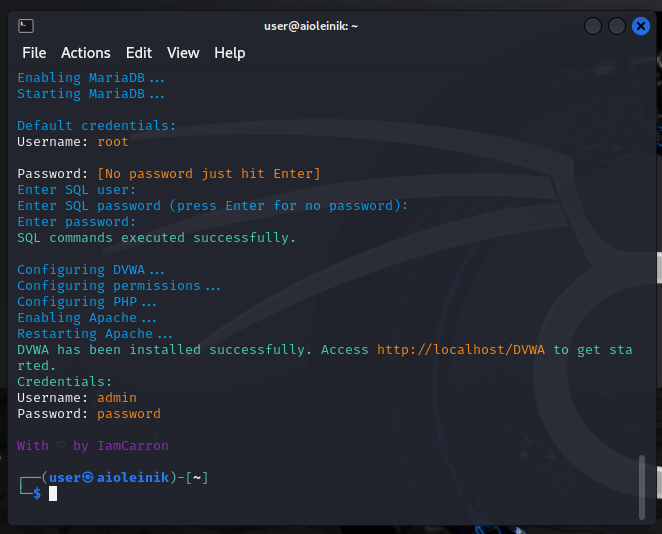 user@aioleinik: ~
File Actions Edit View Help
Enabling MariaDB...
Starting MariaDB...
Default credentials:
Username: root
Password: [No password just hit Enter]
Enter SQL user:
Enter SQL password (press Enter for no password):
Enter password:
SQL commands executed successfully.
Configuring DVWA...
Configuring permissions...
Configuring PHP...
Enabling Apache...
Restarting Apache...
DVWA has been installed successfully. Access http://localhost/DVWA to get sta
rted.
Credentials:
Username: admin
Password: password
With ♡ by IamCarron
┌──(user㉿aioleinik)-[~]
└─$